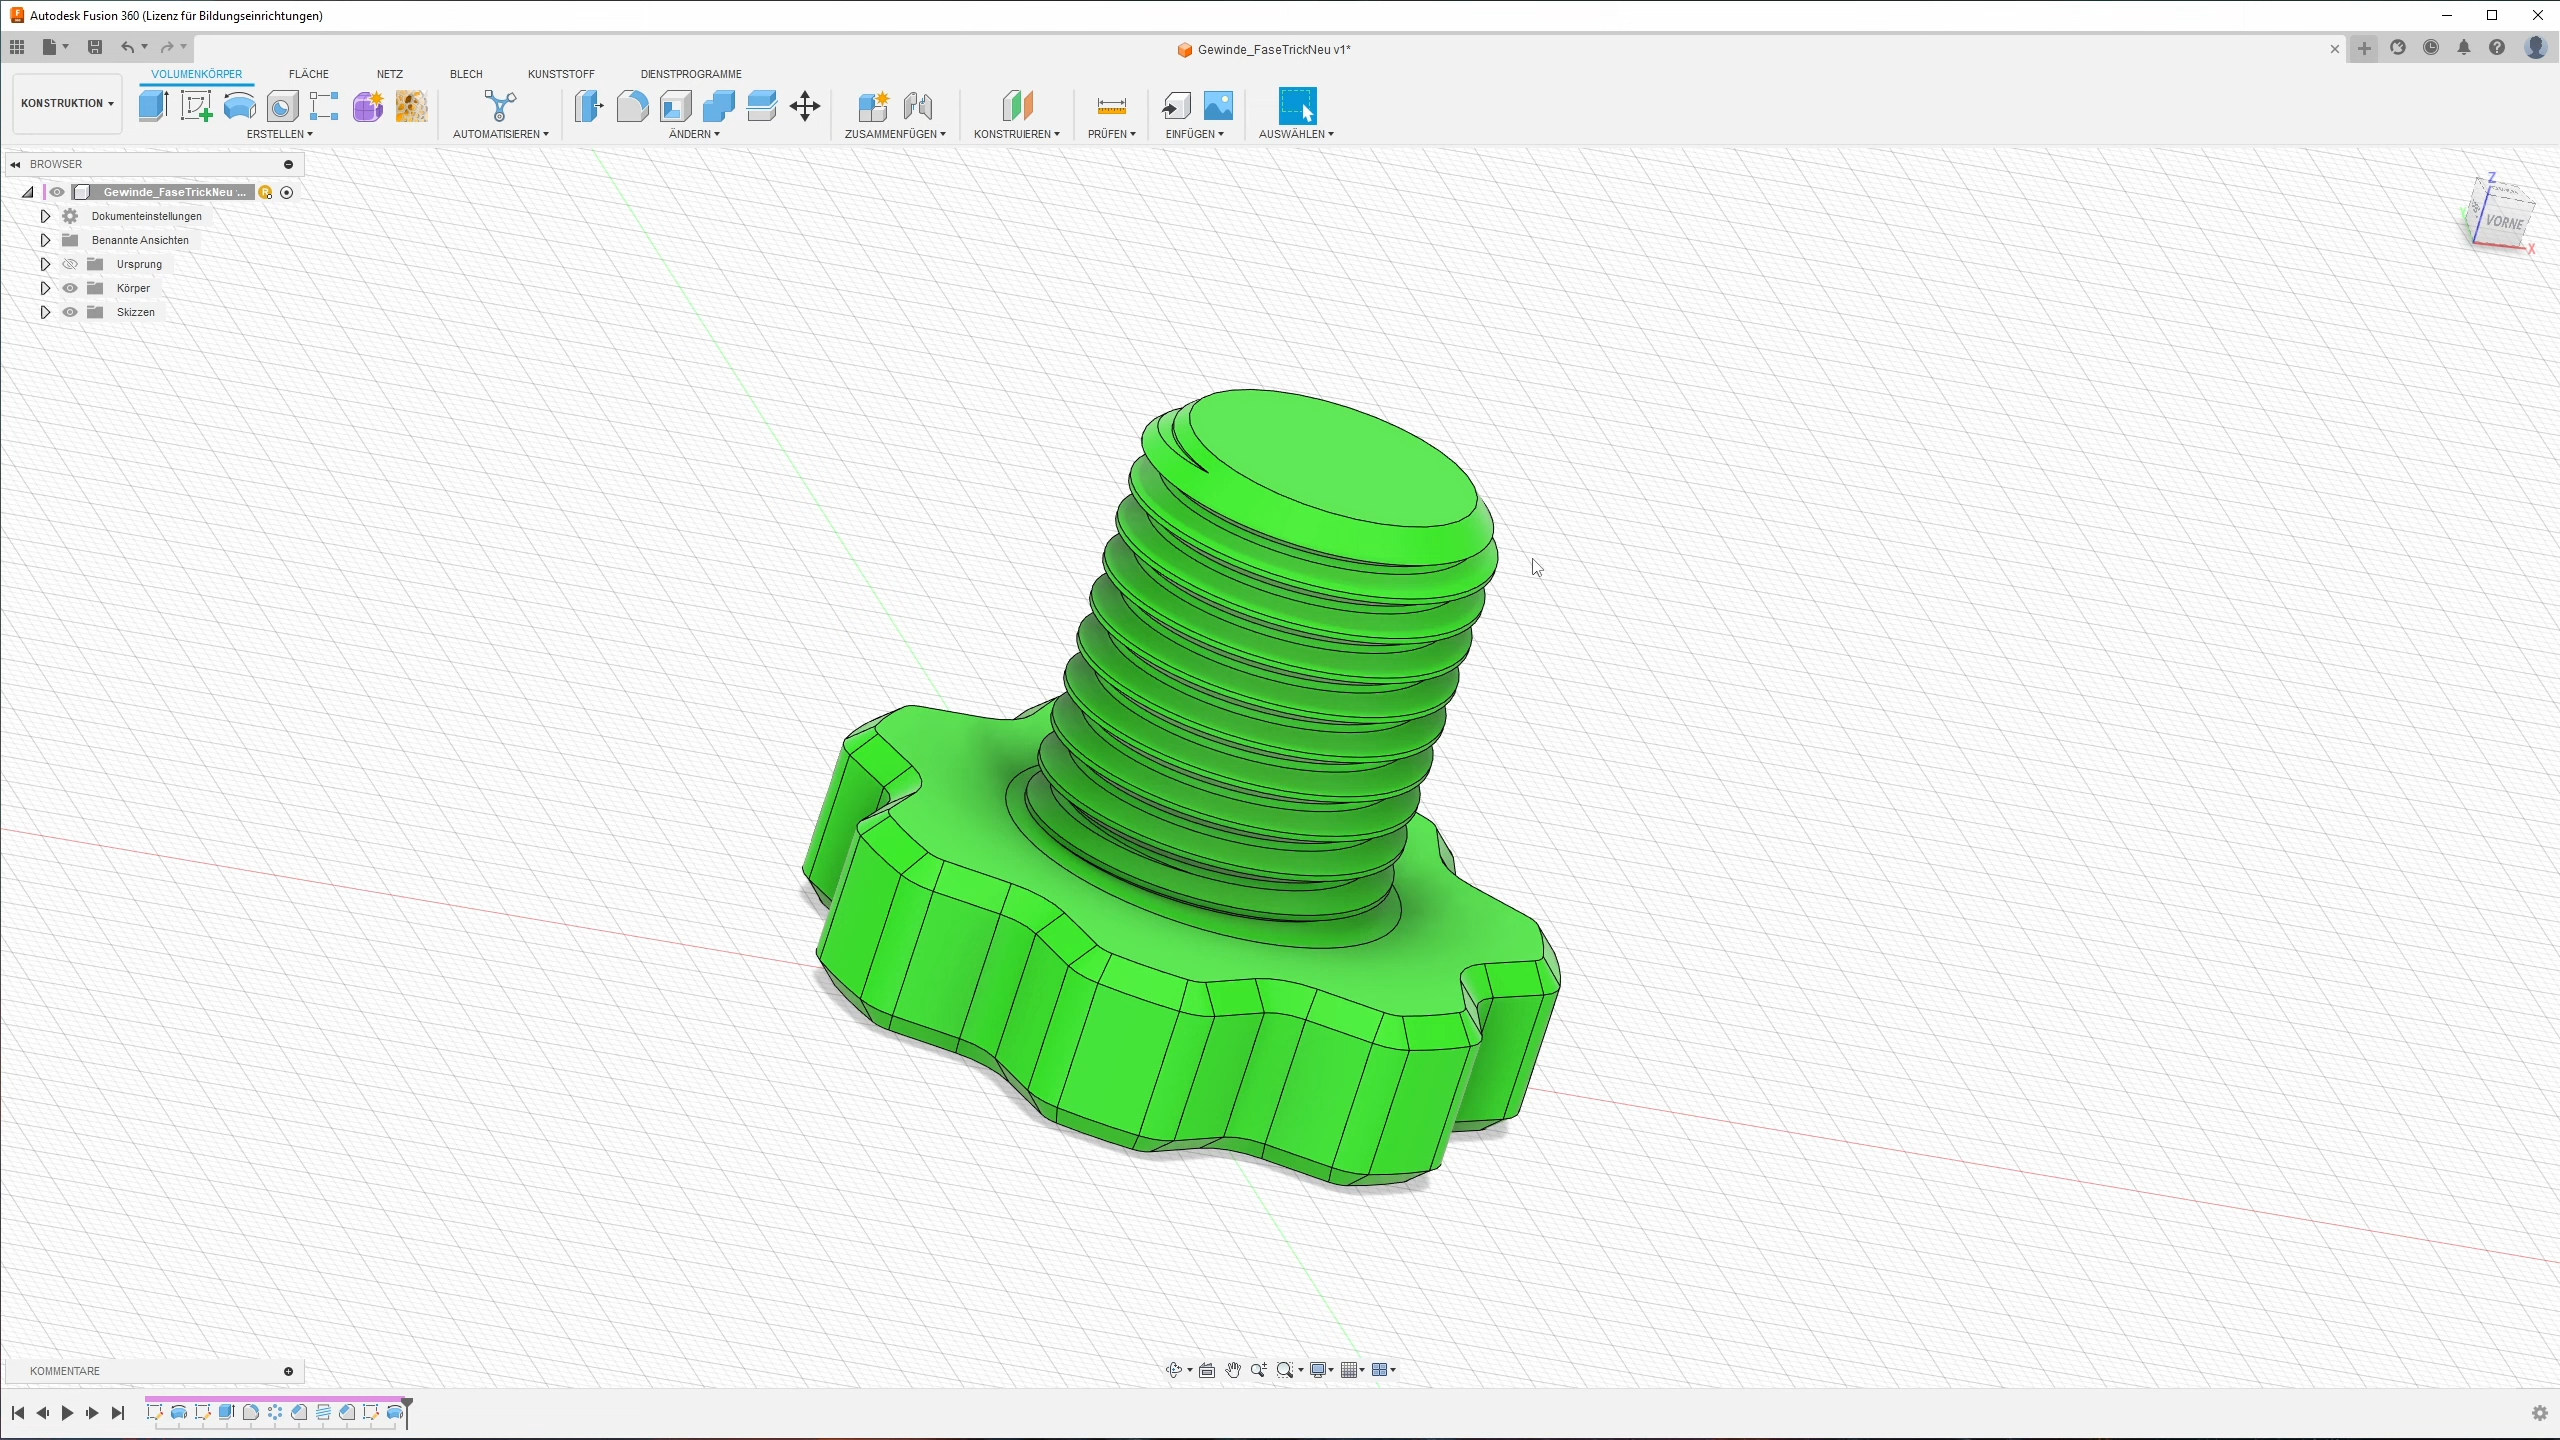 Autodesk Fusion 360 (Lizenz für Bildungseinrichtungen)
Gewinde_FaseTrickNeu v1*
KONSTRUKTION
VOLUMENKÖRPER FLÄCHE NETZ BLECH KUNSTSTOFF DIENSTPROGRAMME
ERSTELLEN AUTOMATISIEREN ÄNDERN ZUSAMMENFÜGEN KONSTRUIEREN PRÜFEN EINFÜGEN AUSWÄHLEN
BROWSER
Gewinde_FaseTrickNeu ...
Dokumenteinstellungen
Benannte Ansichten
Ursprung
Körper
Skizzen
Z
VORNE
X
KOMMENTARE